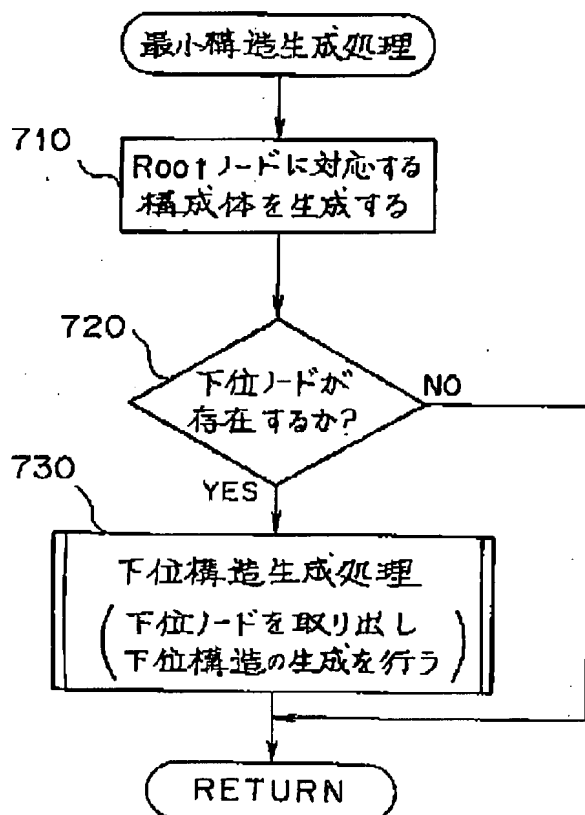 最小構造生成処理
710
Rootノードに対応する
構成体を生成する
720
下位ノードが
存在するか?
NO
YES
730
下位構造生成処理
(下位ノードを取り出し
下位構造の生成を行う)
RETURN